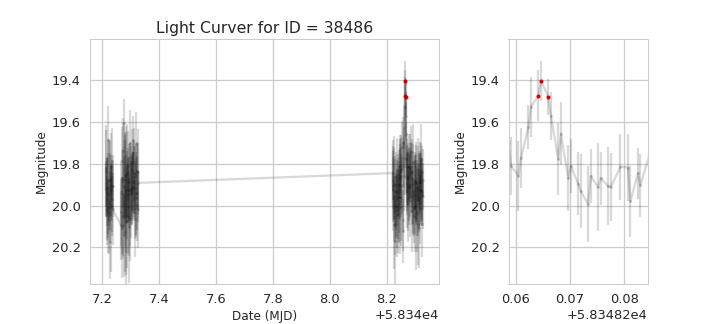 Light Curver for ID = 38486
Magnitude
19.4
19.6
19.8
20.0
20.2
7.2 7.4 7.6 7.8 8.0 8.2
Date (MJD)
+5.834e4
Magnitude
19.4
19.6
19.8
20.0
20.2
0.06 0.07 0.08
+5.83482e4